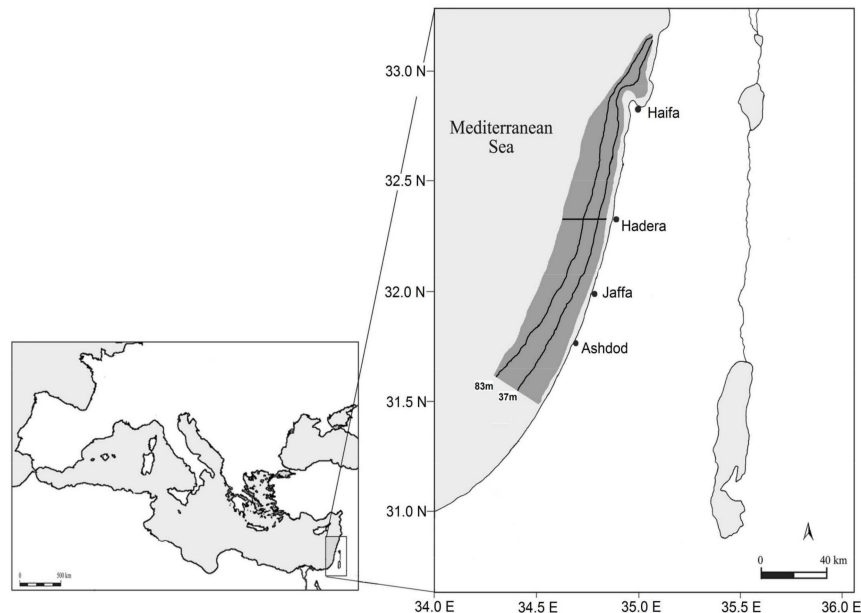 33.0 N
Haifa
Mediterranean
Sea
32.5 N
Hadera
32.0 N
Jaffa
Ashdod
83m
37m
31.5 N
31.0 N
0 40 km
34.0 E 34.5 E 35.0 E 35.5 E 36.0 E
0 500 km